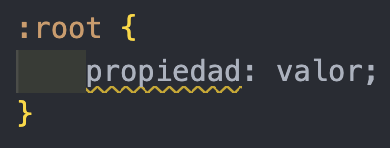 :root {
    propiedad: valor;
}